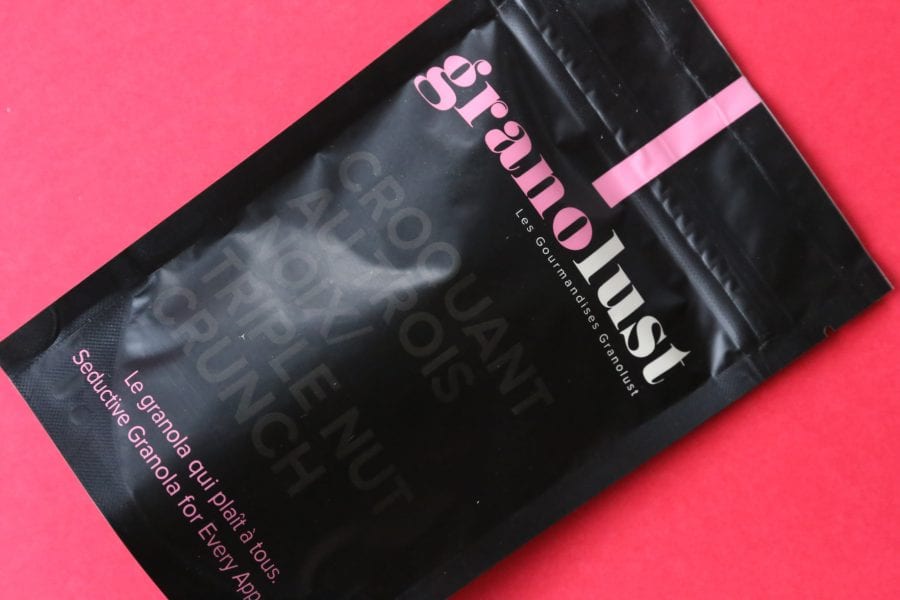 granolust
Les Gourmandises Granolust
CROQUANT
AU TROIS
NOIX /
TRIPLE NUT
CRUNCH
Le granola qui plaît à tous.
Seductive Granola for Every App